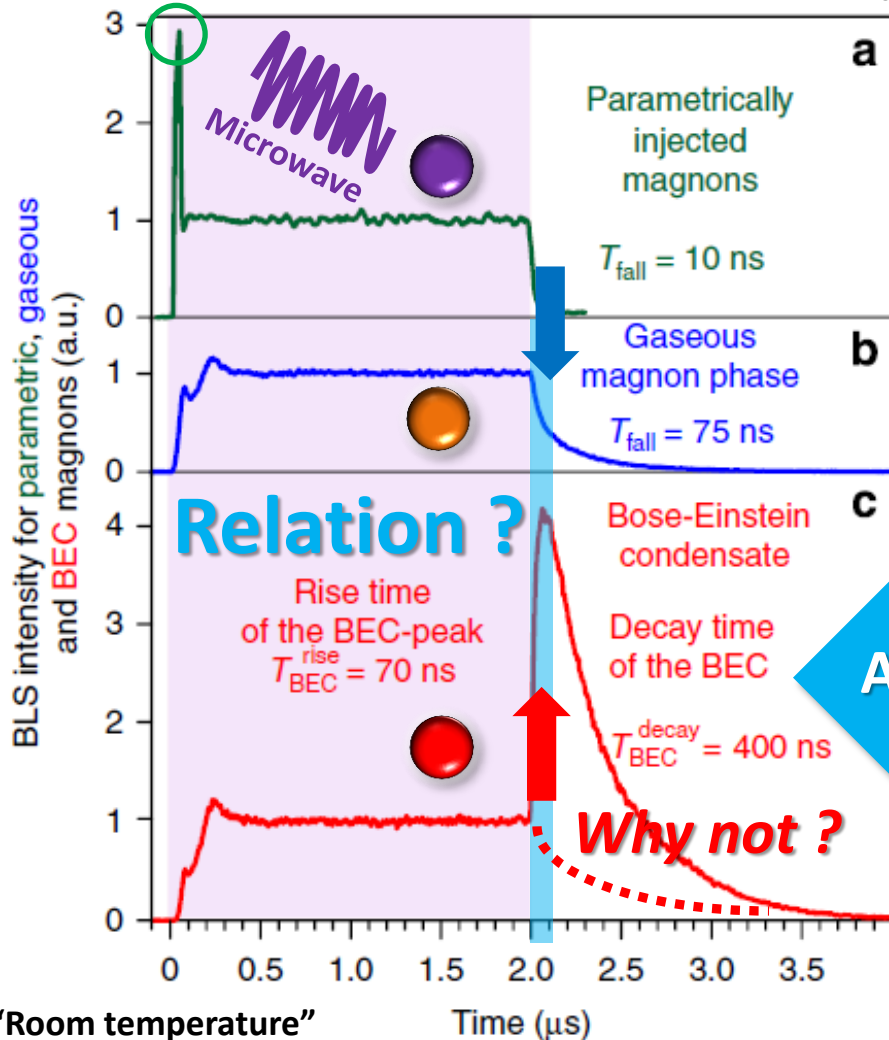 3
a
Microwave
Parametrically
injected
magnons
2
1
T_fall = 10 ns
0
BLS intensity for parametric, gaseous
and BEC magnons (a.u.)
Gaseous
magnon phase
b
1
T_fall = 75 ns
0
Relation ?
Bose-Einstein
condensate
c
4
Rise time
of the BEC-peak
T_BEC^rise = 70 ns
3
Decay time
of the BEC
A
2
T_BEC^decay = 400 ns
1
Why not ?
0
0 0.5 1.0 1.5 2.0 2.5 3.0 3.5
Time (μs)
“Room temperature”